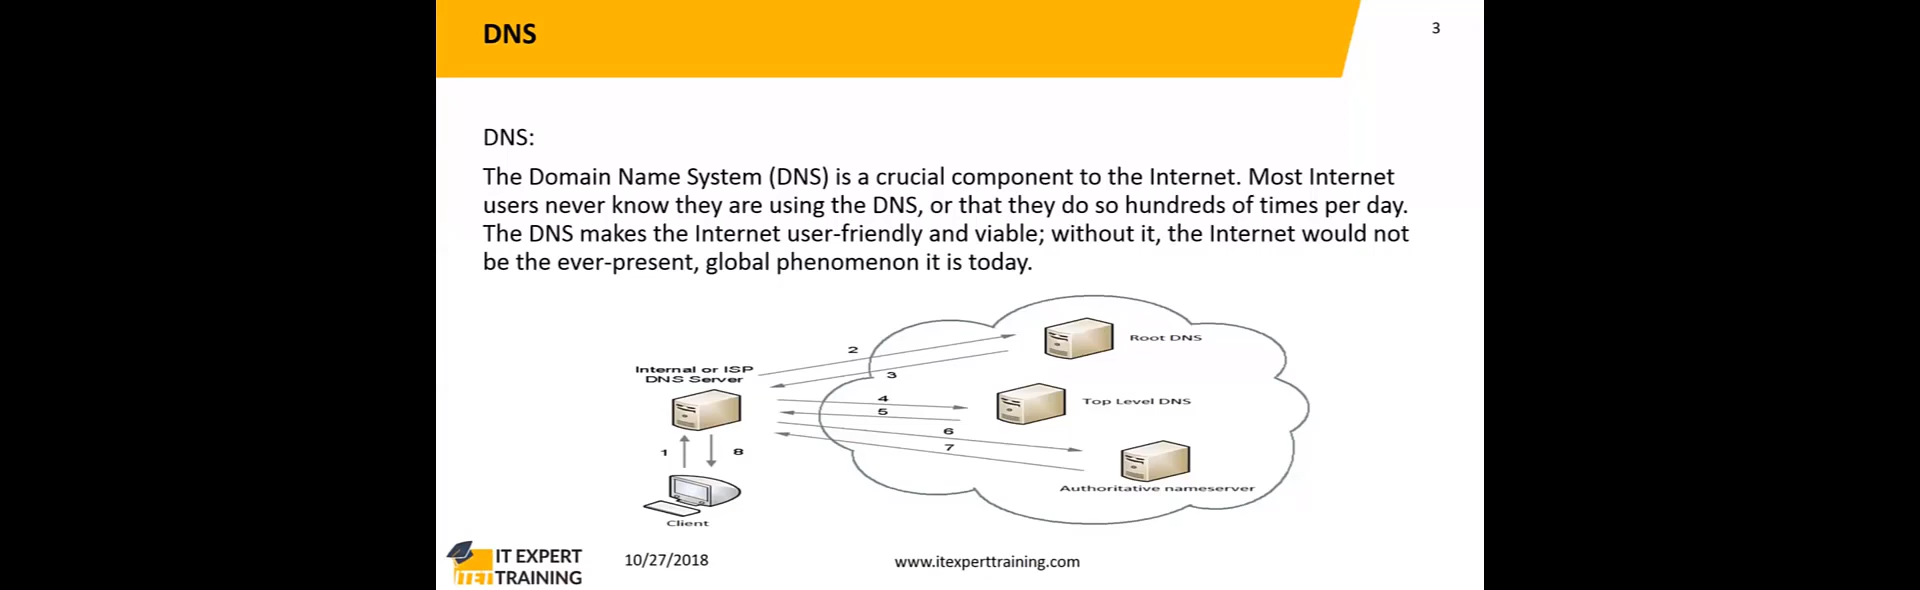 DNS
3
DNS:
The Domain Name System (DNS) is a crucial component to the Internet. Most Internet
users never know they are using the DNS, or that they do so hundreds of times per day.
The DNS makes the Internet user-friendly and viable; without it, the Internet would not
be the ever-present, global phenomenon it is today.
Root DNS
2
Internal or ISP
DNS Server
3
4
Top Level DNS
5
6
7
1
8
Authoritative nameserver
Client
IT EXPERT
ITET TRAINING
10/27/2018
www.itexperttraining.com